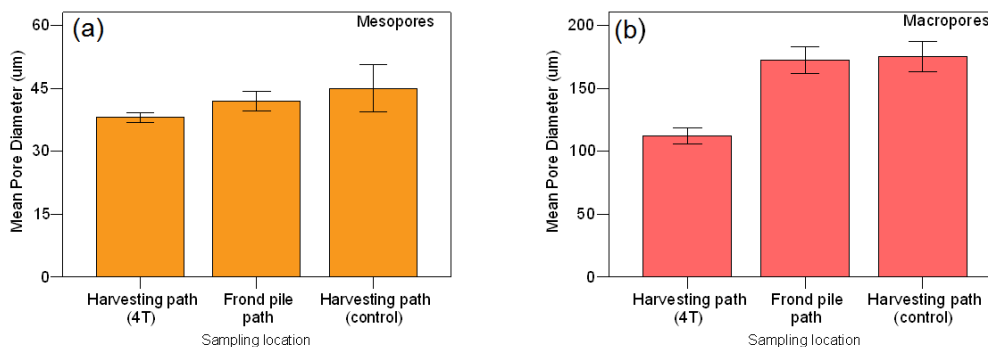 (a)
Mesopores
Mean Pore Diameter (um)
60
45
30
15
0
Harvesting path
(4T)
Frond pile
path
Harvesting path
(control)
Sampling location
(b)
Macropores
Mean Pore Diameter (um)
200
150
100
50
0
Harvesting path
(4T)
Frond pile
path
Harvesting path
(control)
Sampling location